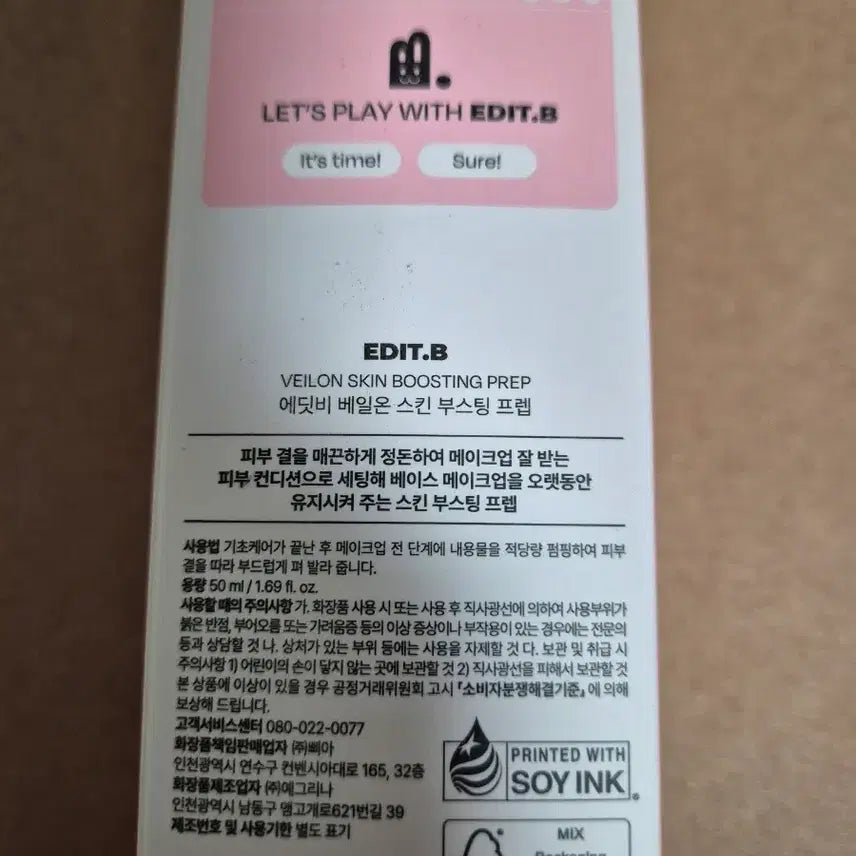 B.
LET'S PLAY WITH EDIT.B
It's time! Sure!
EDIT.B
VEILON SKIN BOOSTING PREP
에딧비 베일온 스킨 부스팅 프렙
피부 결을 매끈하게 정돈하여 메이크업 잘 받는
피부 컨디션으로 세팅해 베이스 메이크업을 오랫동안
유지시켜 주는 스킨 부스팅 프렙
사용법 기초케어가 끝난 후 메이크업 전 단계에 내용물을 적당량 펌핑하여 피부
결을 따라 부드럽게 펴 발라 줍니다.
용량 50 ml / 1.69 fl. oz.
사용할 때의 주의사항 가. 화장품 사용 시 또는 사용 후 직사광선에 의하여 사용부위가
붉은 반점, 부어오름 또는 가려움증 등의 이상 증상이나 부작용이 있는 경우에는 전문의
등과 상담할 것 나. 상처가 있는 부위 등에는 사용을 자제할 것 다. 보관 및 취급 시
주의사항 1) 어린이의 손이 닿지 않는 곳에 보관할 것 2) 직사광선을 피해서 보관할 것
본 상품에 이상이 있을 경우 공정거래위원회 고시 「소비자분쟁해결기준」에 의해
보상해 드립니다.
고객서비스센터 080-022-0077
화장품책임판매업자 ㈜삐아
인천광역시 연수구 컨벤시아대로 165, 32층
화장품제조업자 ㈜예그리나
인천광역시 남동구 앵고개로621번길 39
제조번호 및 사용기한 별도 표기
PRINTED WITH
SOY INK
MIX